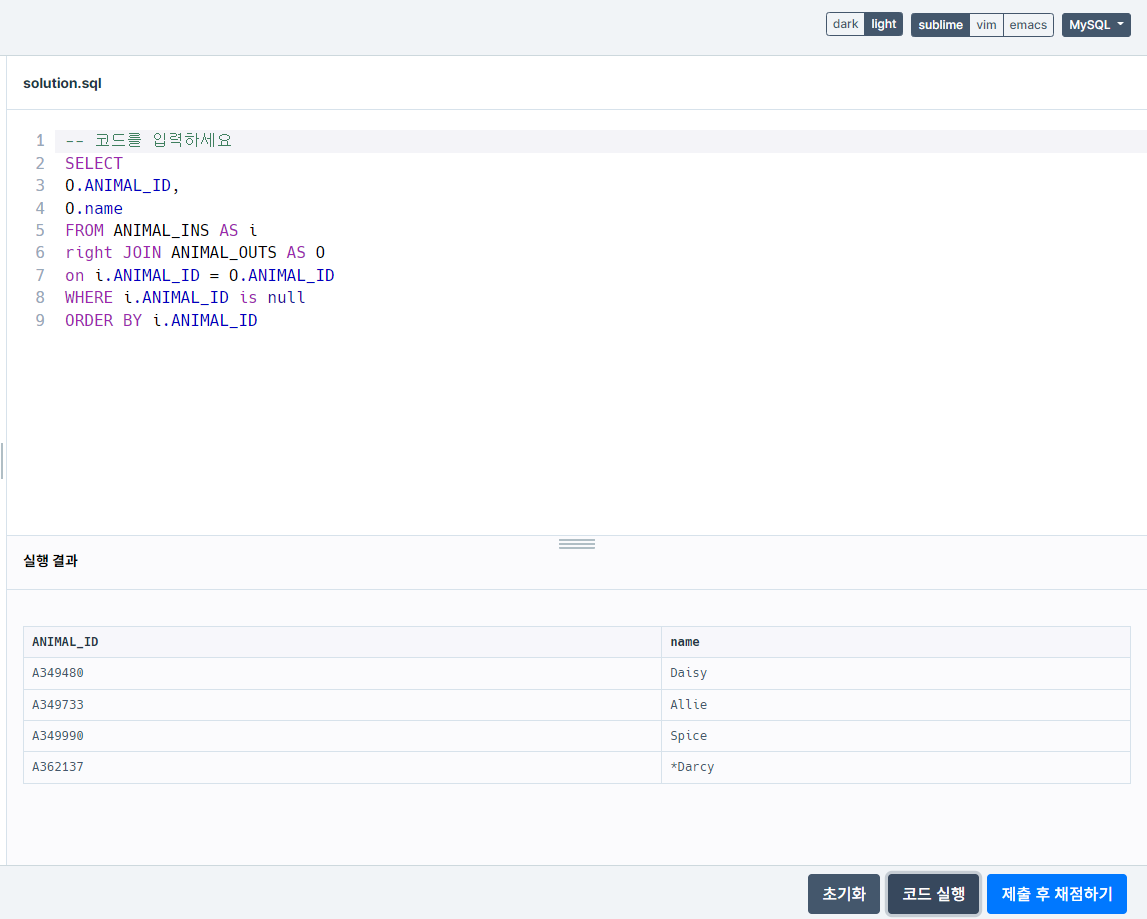 dark light sublime vim emacs MySQL
solution.sql
1 -- 코드를 입력하세요
2 SELECT
3 O.ANIMAL_ID,
4 O.name
5 FROM ANIMAL_INS AS i
6 right JOIN ANIMAL_OUTS AS O
7 on i.ANIMAL_ID = O.ANIMAL_ID
8 WHERE i.ANIMAL_ID is null
9 ORDER BY i.ANIMAL_ID
실행 결과
ANIMAL_ID name
A349480 Daisy
A349733 Allie
A349990 Spice
A362137 *Darcy
초기화 코드 실행 제출 후 채점하기